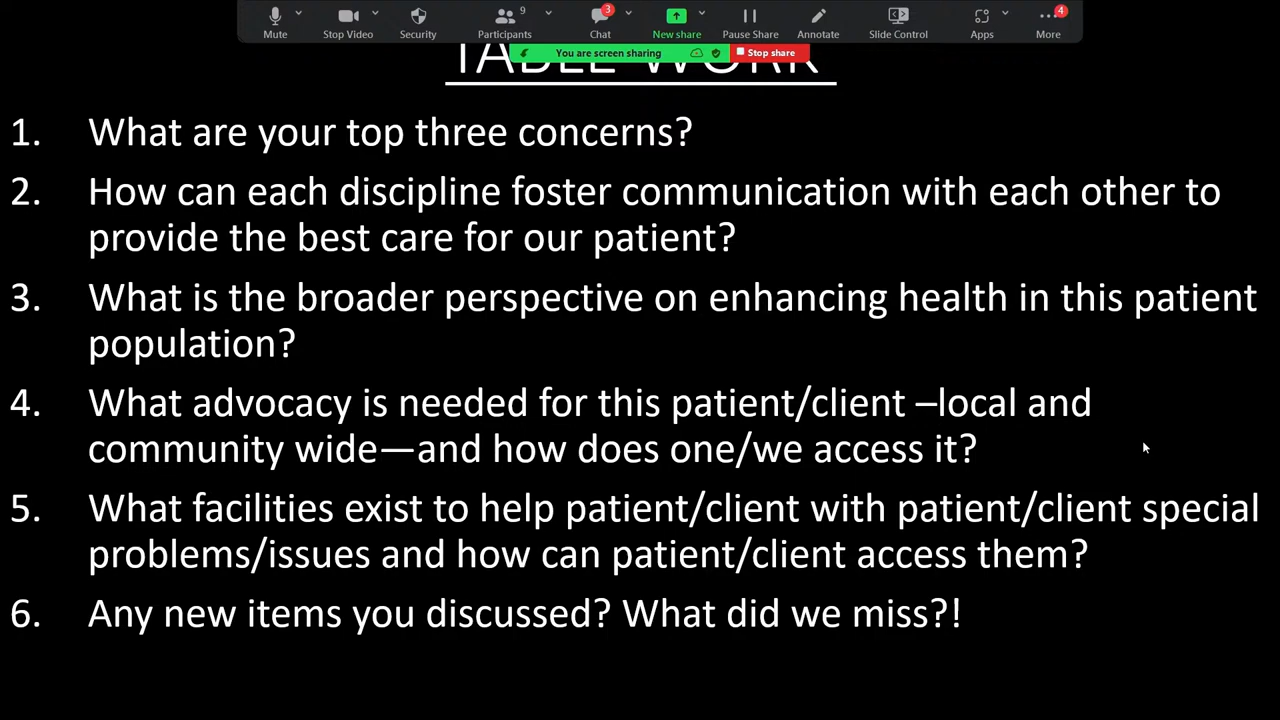 9
3
4
Mute
Stop Video
Security
Participants
Chat
New share
Pause Share
Annotate
Slide Control
Apps
More
You are screen sharing
Stop share
TABLE WORK
1. What are your top three concerns?
2. How can each discipline foster communication with each other to
provide the best care for our patient?
3. What is the broader perspective on enhancing health in this patient
population?
4. What advocacy is needed for this patient/client –local and
community wide—and how does one/we access it?
5. What facilities exist to help patient/client with patient/client special
problems/issues and how can patient/client access them?
6. Any new items you discussed? What did we miss?!